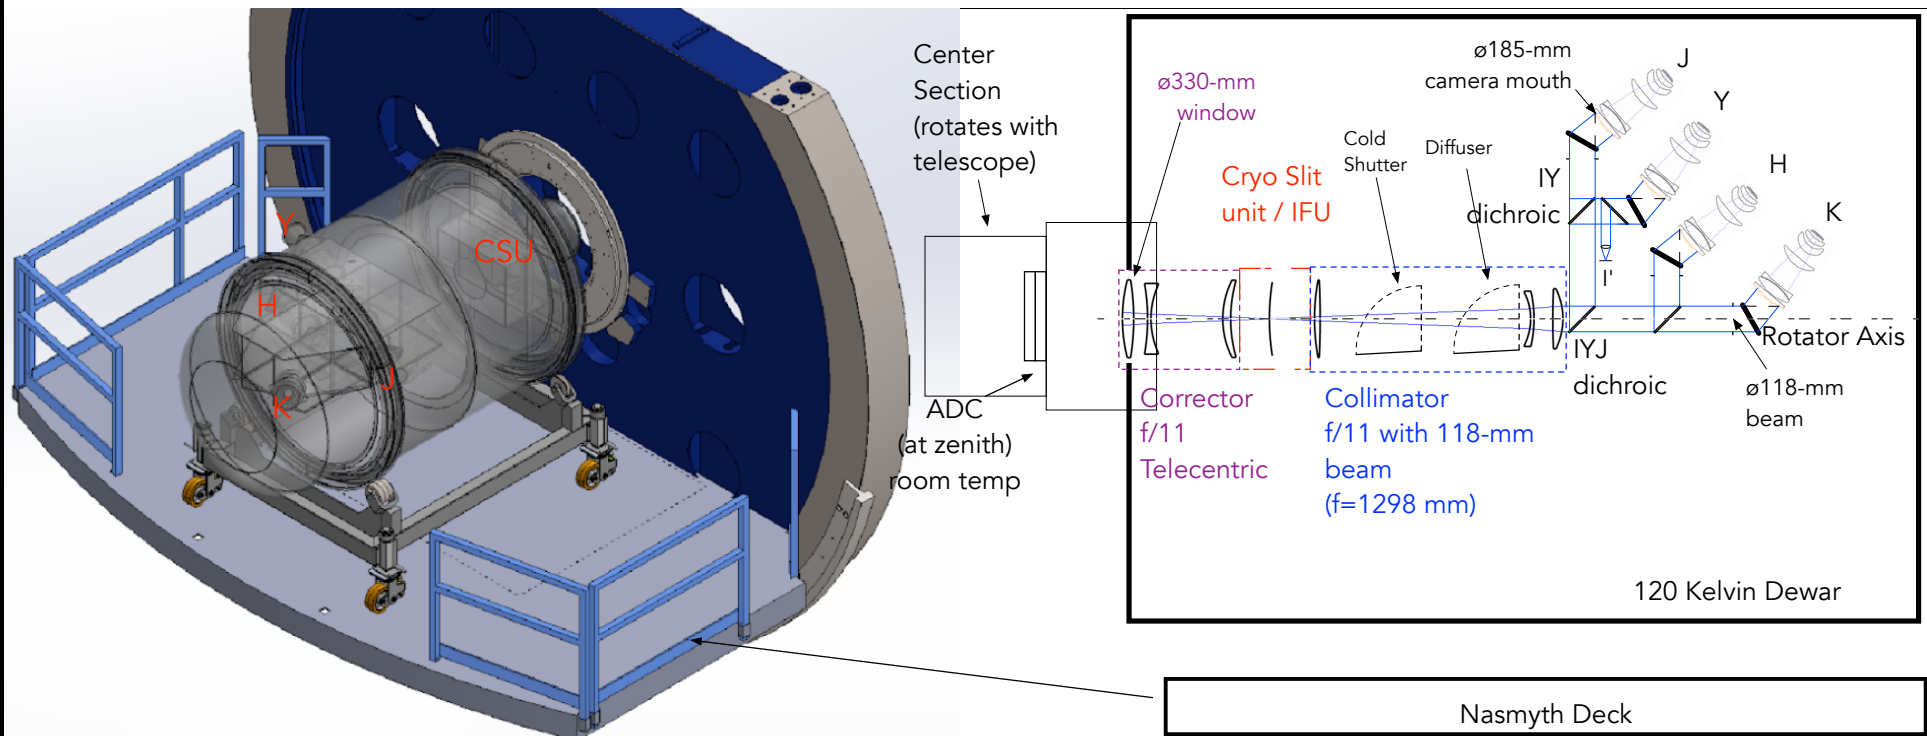 Y
CSU
H
J
K
Center
Section
(rotates with
telescope)
ADC
(at zenith)
room temp
ø330-mm
window
Cryo Slit
unit / IFU
Cold
Shutter
Diffuser
ø185-mm
camera mouth
J
Y
H
K
IY
dichroic
I'
IYJ
dichroic
Rotator Axis
ø118-mm
beam
Corrector
f/11
Telecentric
Collimator
f/11 with 118-mm
beam
(f=1298 mm)
120 Kelvin Dewar
Nasmyth Deck